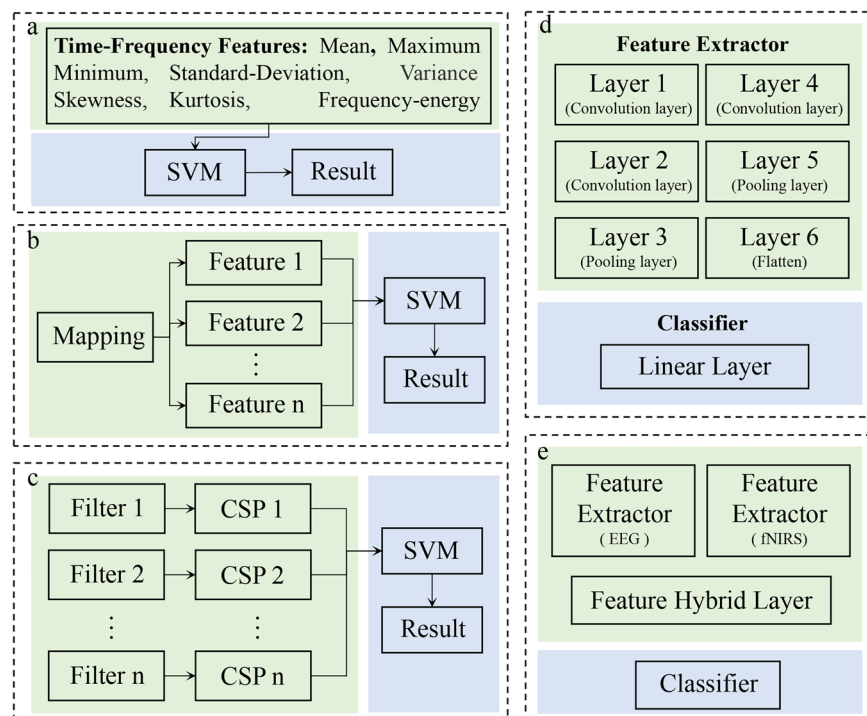 a
Time-Frequency Features: Mean, Maximum
Minimum, Standard-Deviation, Variance
Skewness, Kurtosis, Frequency-energy
SVM
Result
b
Mapping
Feature 1
Feature 2
⋮
Feature n
SVM
Result
c
Filter 1
CSP 1
Filter 2
CSP 2
⋮
⋮
Filter n
CSP n
SVM
Result
d
Feature Extractor
Layer 1
(Convolution layer)
Layer 4
(Convolution layer)
Layer 2
(Convolution layer)
Layer 5
(Pooling layer)
Layer 3
(Pooling layer)
Layer 6
(Flatten)
Classifier
Linear Layer
e
Feature
Extractor
( EEG )
Feature
Extractor
( fNIRS)
Feature Hybrid Layer
Classifier